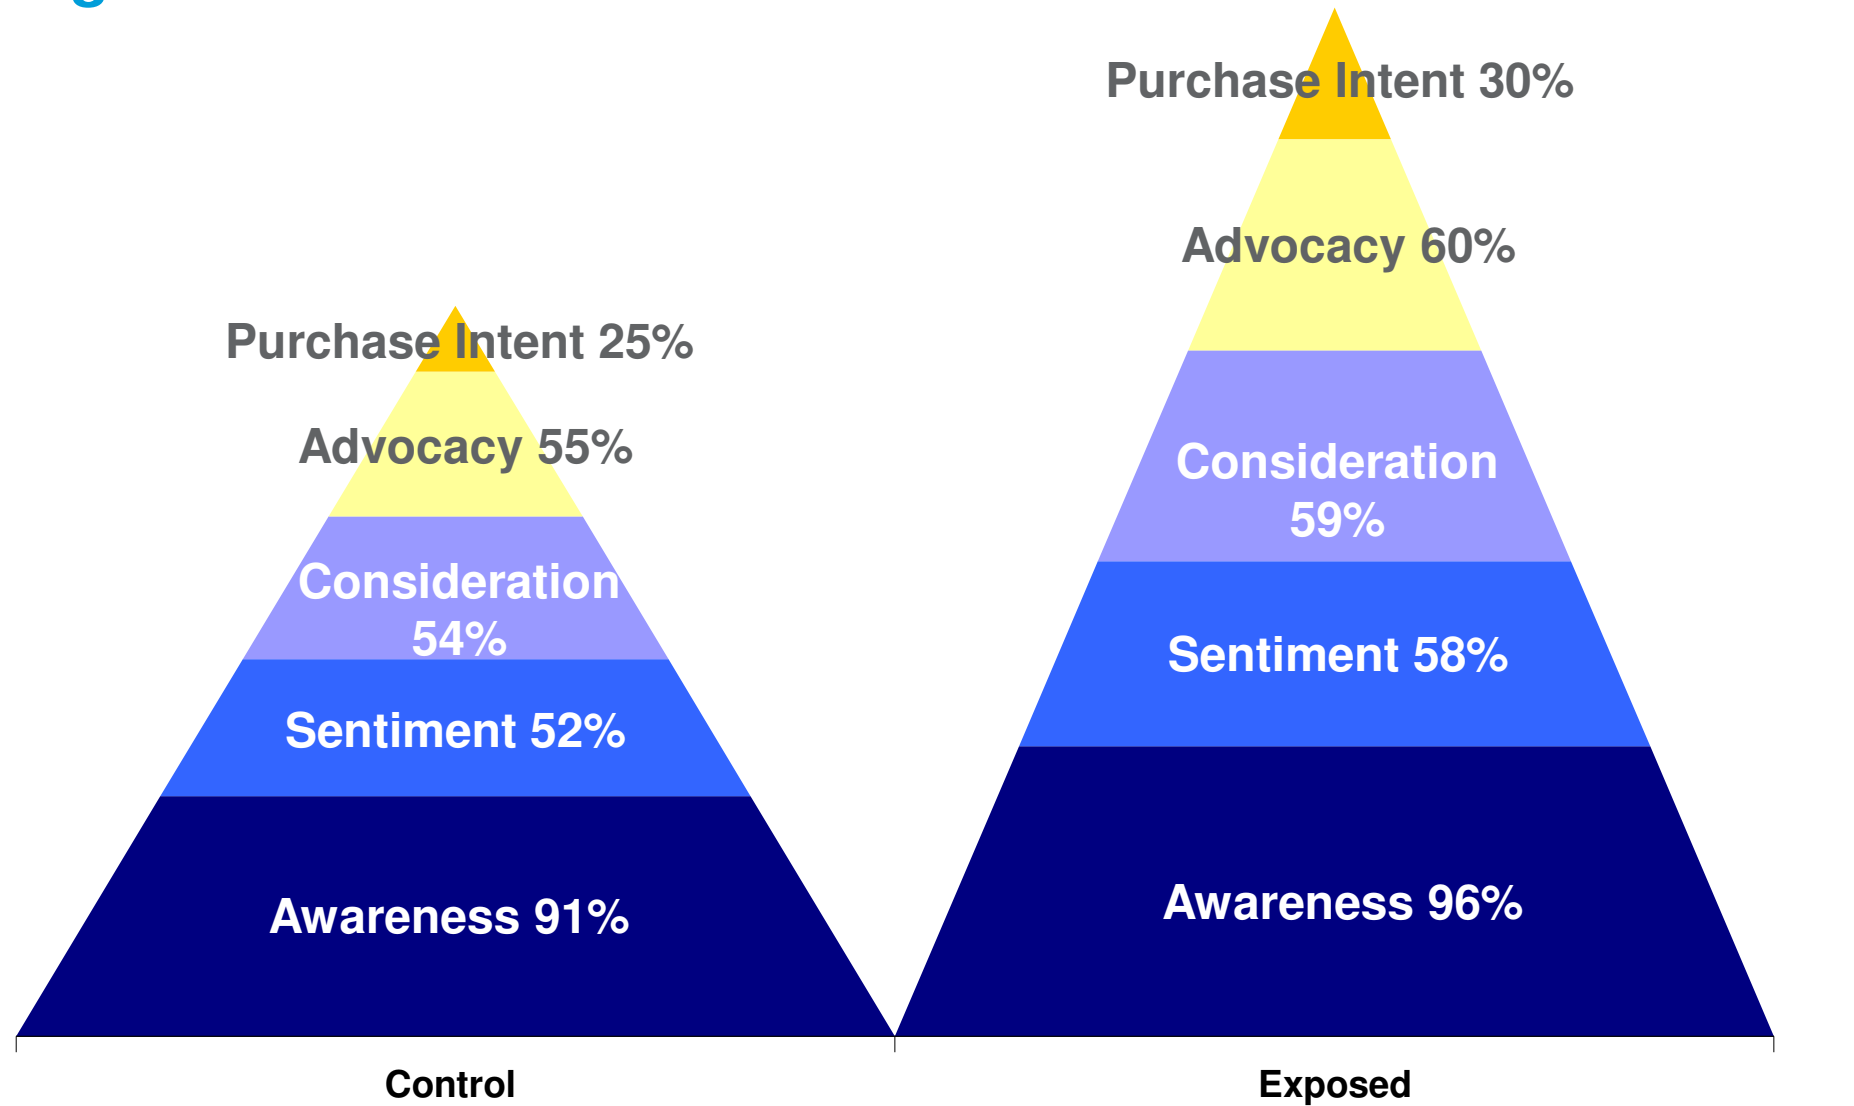 Purchase Intent 25%
Advocacy 55%
Consideration
54%
Sentiment 52%
Awareness 91%
Control
Purchase Intent 30%
Advocacy 60%
Consideration
59%
Sentiment 58%
Awareness 96%
Exposed